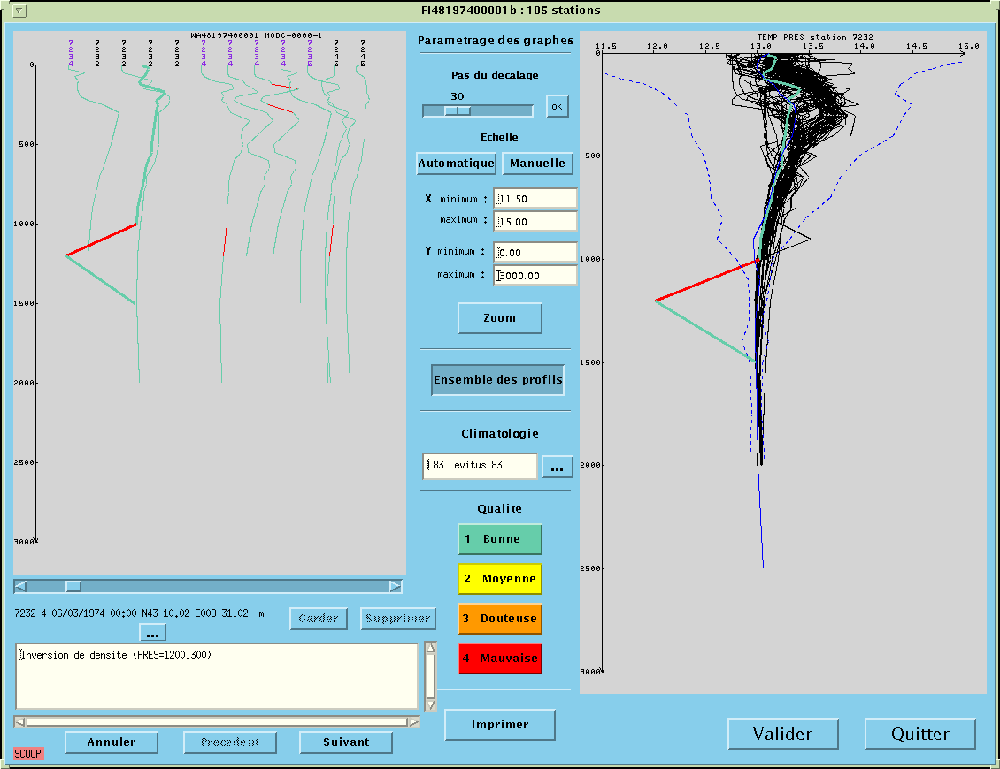 FI48197400001b : 105 stations
WA48197400001 NODC-0000-1
7232
0
500
1000
1500
2000
2500
3000
7232 4 06/03/1974 00:00 N43 10.02 E008 31.02 m
...
Garder
Supprimer
Inversion de densite (PRES=1200.300)
Annuler
Precedent
Suivant
SCOOP
Parametrage des graphes
Pas du decalage
30
ok
Echelle
Automatique
Manuelle
X minimum : 11.50
maximum : 15.00
Y minimum : 0.00
maximum : 3000.00
Zoom
Ensemble des profils
Climatologie
L83 Levitus 83
...
Qualite
1 Bonne
2 Moyenne
3 Douteuse
4 Mauvaise
Imprimer
TEMP PRES station 7232
11.5 12.0 12.5 13.0 13.5 14.0 14.5 15.0
0
500
1000
1500
2000
2500
3000
Valider
Quitter